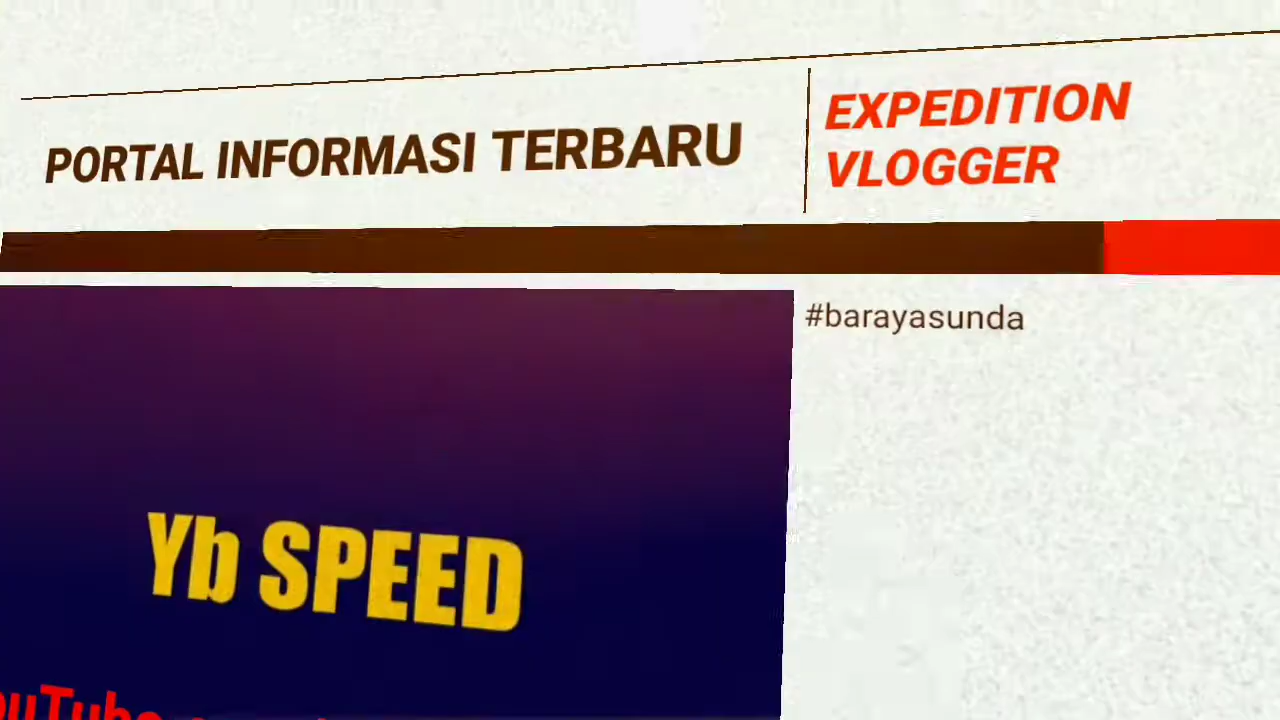 PORTAL INFORMASI TERBARU
EXPEDITION
VLOGGER
#barayasunda
Yb SPEED